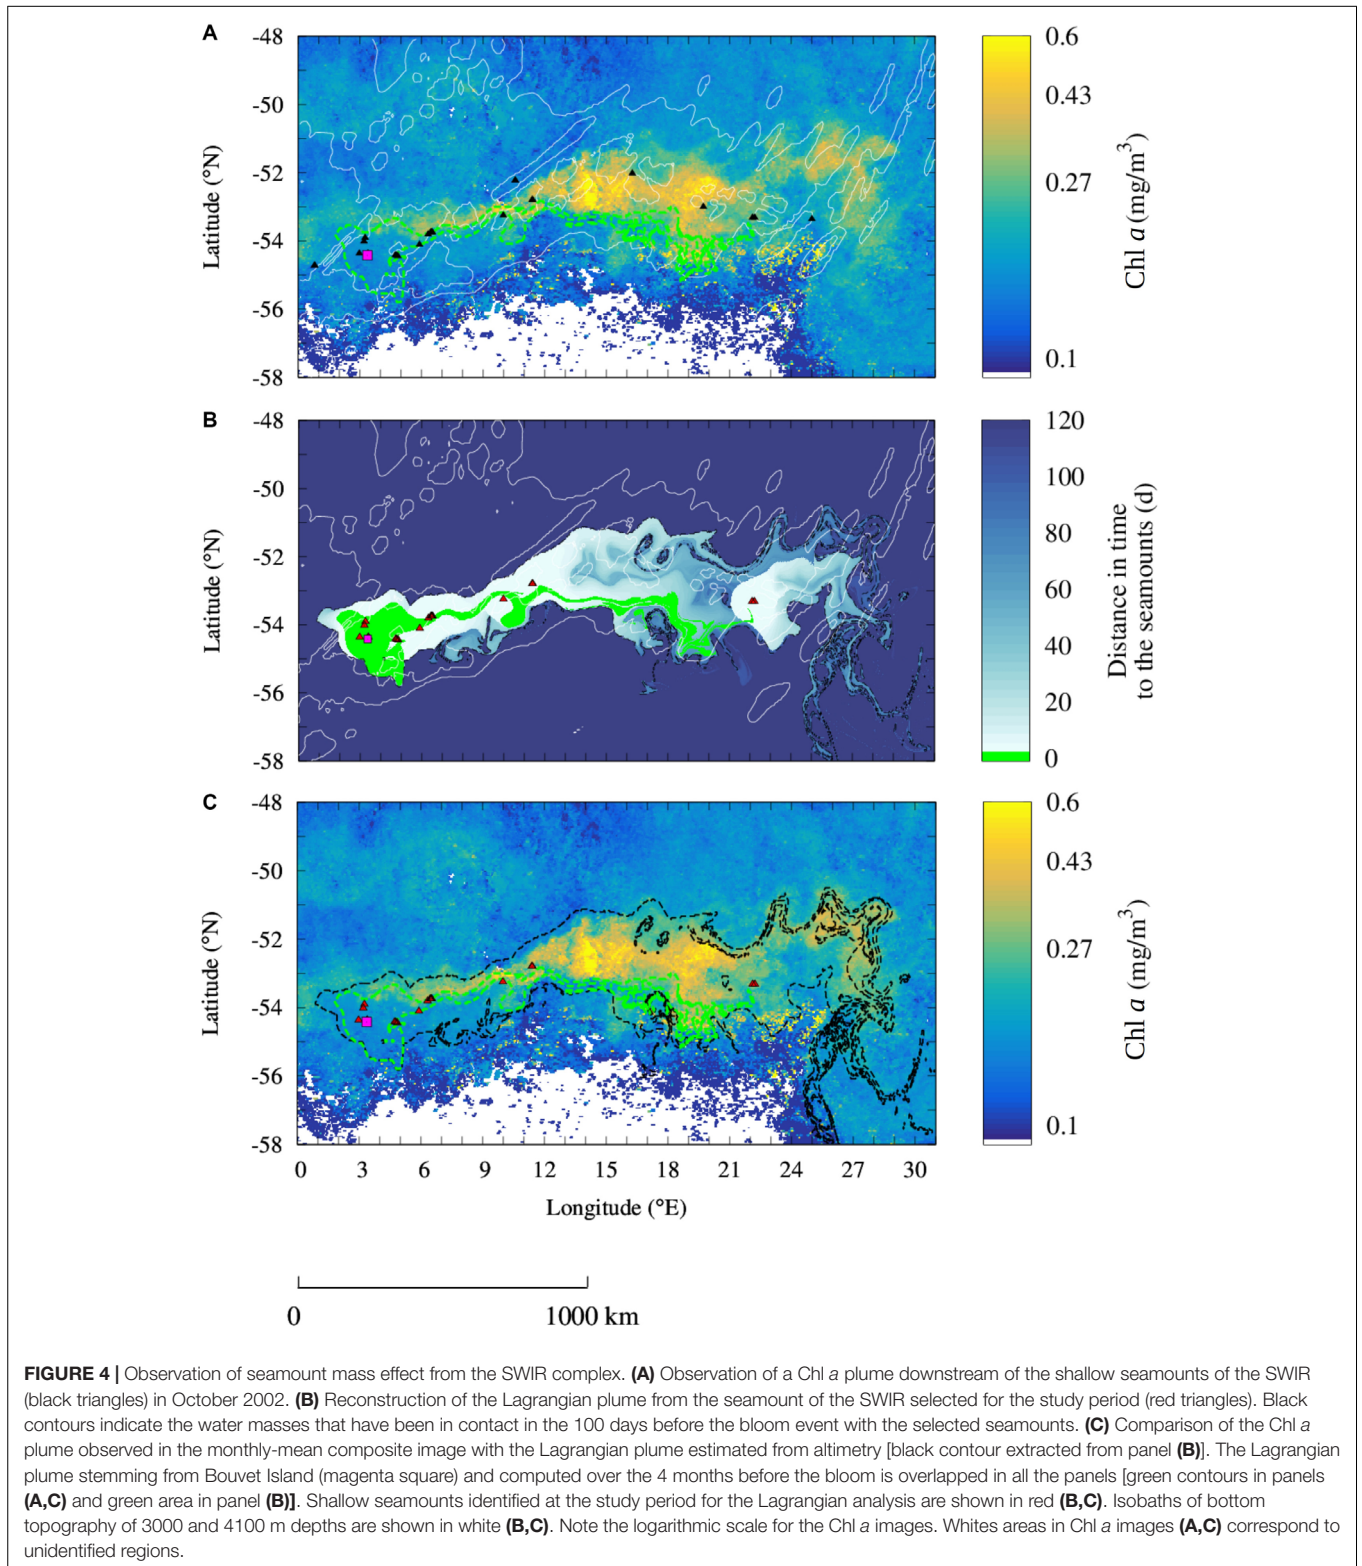 A
-48
-50
-52
-54
-56
-58
Latitude (°N)
0.6
0.43
0.27
0.1
Chl a (mg/m³)
B
-48
-50
-52
-54
-56
-58
Latitude (°N)
120
100
80
60
40
20
0
Distance in time
to the seamounts (d)
C
-48
-50
-52
-54
-56
-58
Latitude (°N)
0.6
0.43
0.27
0.1
Chl a (mg/m³)
0 3 6 9 12 15 18 21 24 27 30
Longitude (°E)
0 1000 km
FIGURE 4 | Observation of seamount mass effect from the SWIR complex. (A) Observation of a Chl a plume downstream of the shallow seamounts of the SWIR
(black triangles) in October 2002. (B) Reconstruction of the Lagrangian plume from the seamount of the SWIR selected for the study period (red triangles). Black
contours indicate the water masses that have been in contact in the 100 days before the bloom event with the selected seamounts. (C) Comparison of the Chl a
plume observed in the monthly-mean composite image with the Lagrangian plume estimated from altimetry [black contour extracted from panel (B)]. The Lagrangian
plume stemming from Bouvet Island (magenta square) and computed over the 4 months before the bloom is overlapped in all the panels [green contours in panels
(A,C) and green area in panel (B)]. Shallow seamounts identified at the study period for the Lagrangian analysis are shown in red (B,C). Isobaths of bottom
topography of 3000 and 4100 m depths are shown in white (B,C). Note the logarithmic scale for the Chl a images. Whites areas in Chl a images (A,C) correspond to
unidentified regions.